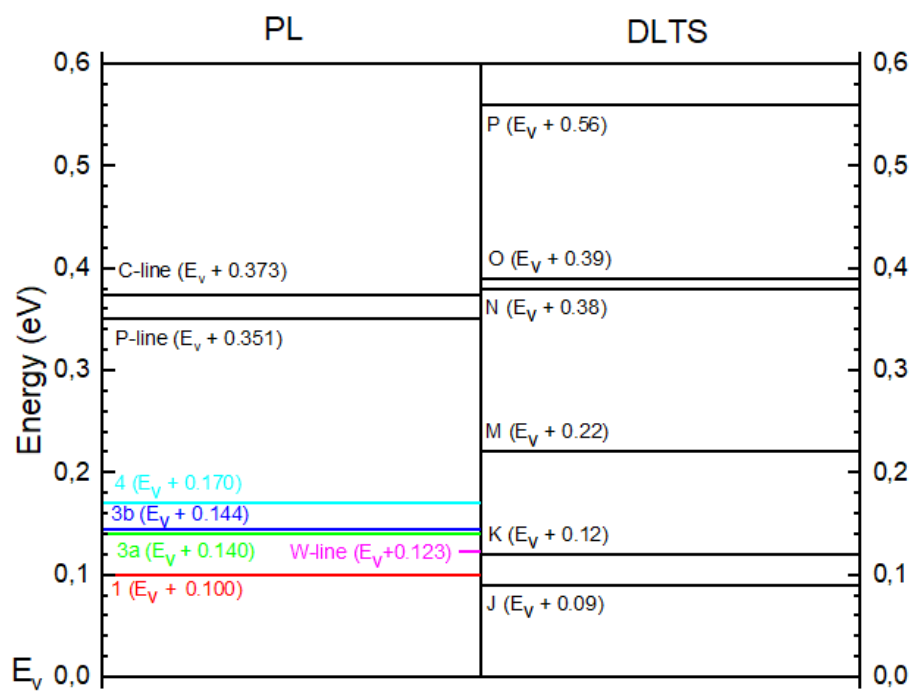 PL
DLTS
0,6
0,6
P (Ev + 0.56)
0,5
0,5
C-line (Ev + 0.373)
O (Ev + 0.39)
0,4
0,4
N (Ev + 0.38)
P-line (Ev + 0.351)
Energy (eV)
0,3
0,3
M (Ev + 0.22)
0,2
0,2
4 (Ev + 0.170)
3b (Ev + 0.144)
K (Ev + 0.12)
3a (Ev + 0.140)
W-line (Ev+0.123)
0,1
0,1
1 (Ev + 0.100)
J (Ev + 0.09)
Ev 0,0
0,0